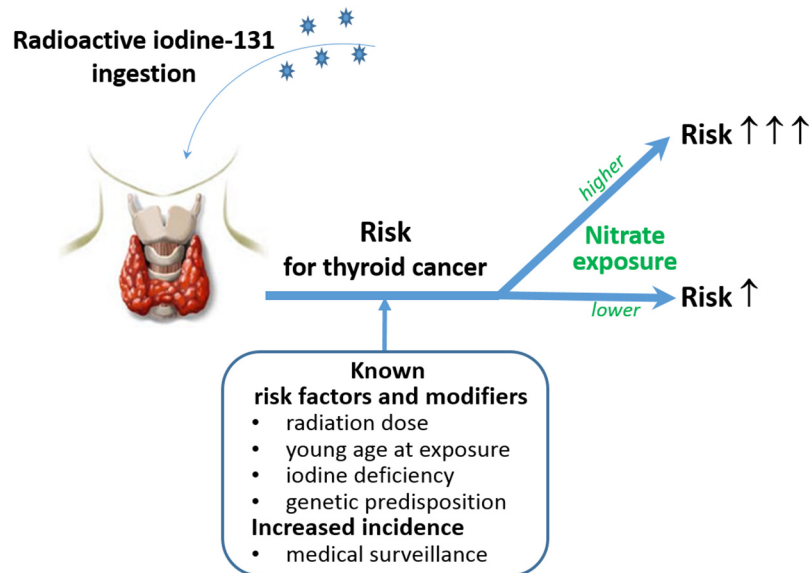 Radioactive iodine-131
ingestion
Risk ↑↑↑
higher
Risk
for thyroid cancer
Nitrate
exposure
Risk ↑
lower
Known
risk factors and modifiers
• radiation dose
• young age at exposure
• iodine deficiency
• genetic predisposition
Increased incidence
• medical surveillance